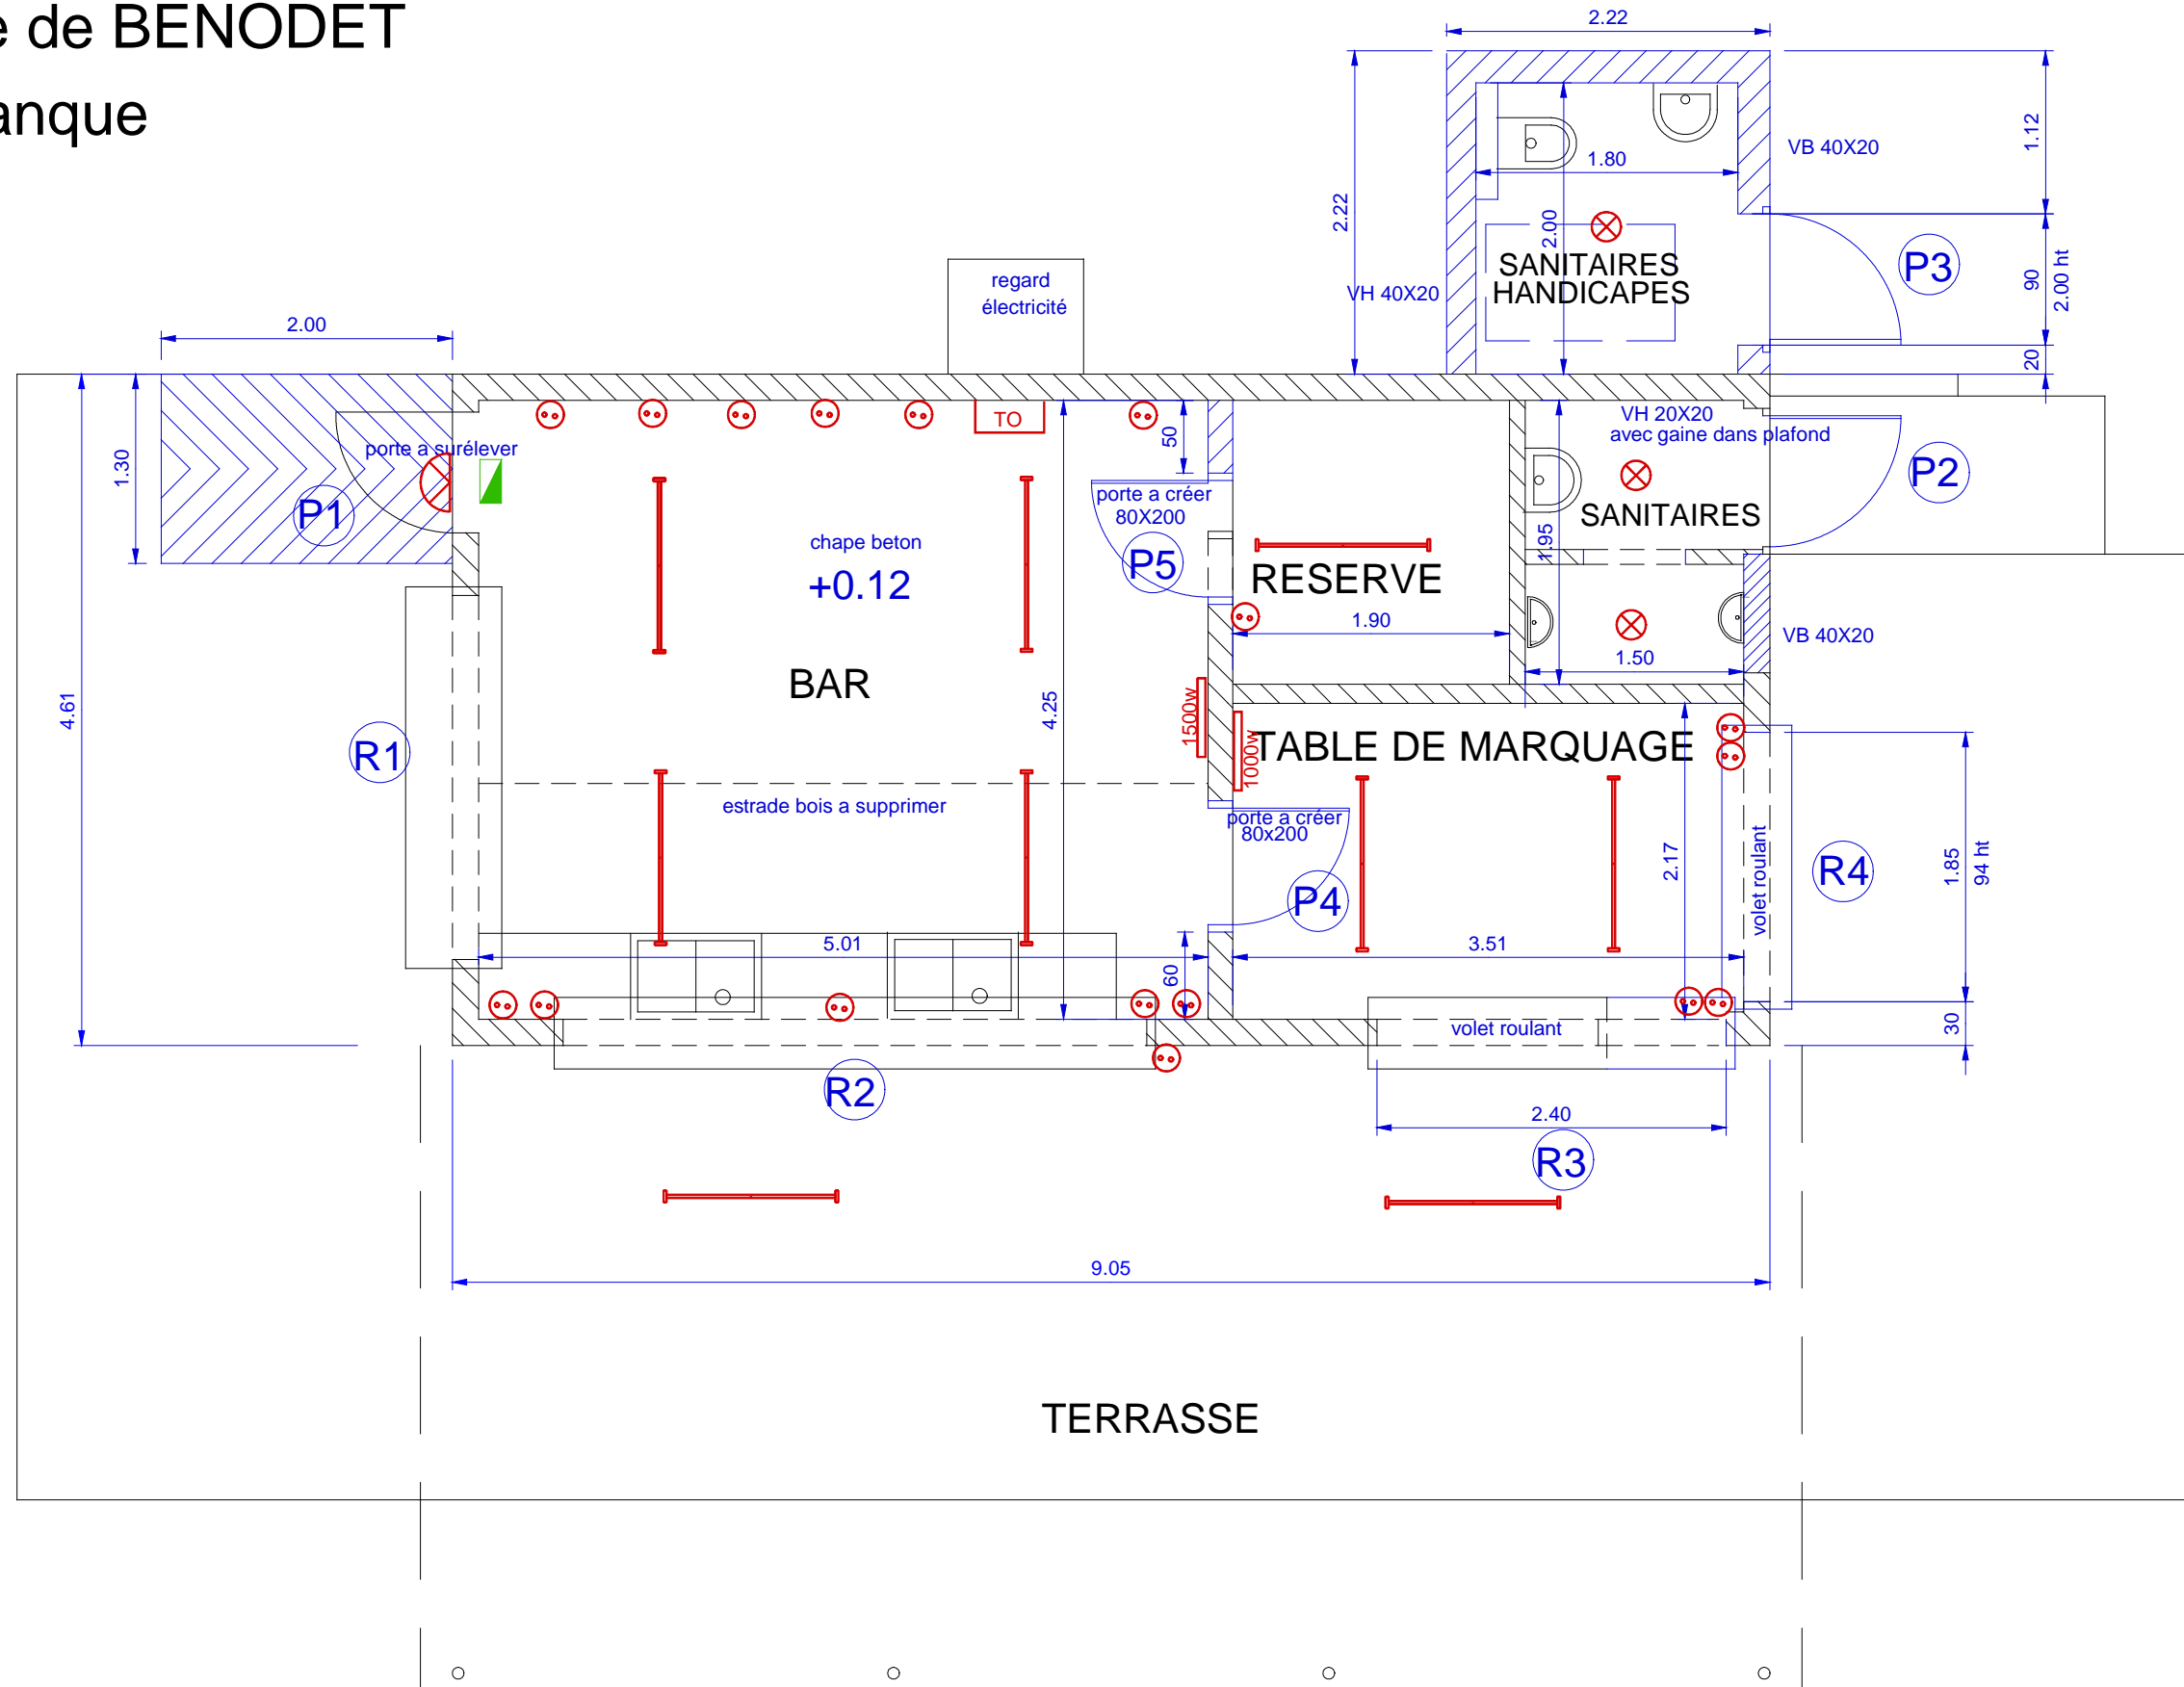 e de BENODET
anque
2.22
1.12
VB 40X20
1.80
2.22
2.00
SANITAIRES
HANDICAPES
VH 40X20
P3
90
2.00 ht
20
regard
électricité
2.00
1.30
porte a surélever
P1
TO
50
VH 20X20
avec gaine dans plafond
P2
SANITAIRES
porte a créer
80X200
P5
chape beton
+0.12
1.95
RESERVE
1.90
1.50
VB 40X20
BAR
4.61
4.25
R1
1500w
1000w
TABLE DE MARQUAGE
estrade bois a supprimer
porte a créer
80x200
P4
2.17
volet roulant
R4
1.85
94 ht
5.01
3.51
60
30
volet roulant
R2
2.40
R3
9.05
TERRASSE